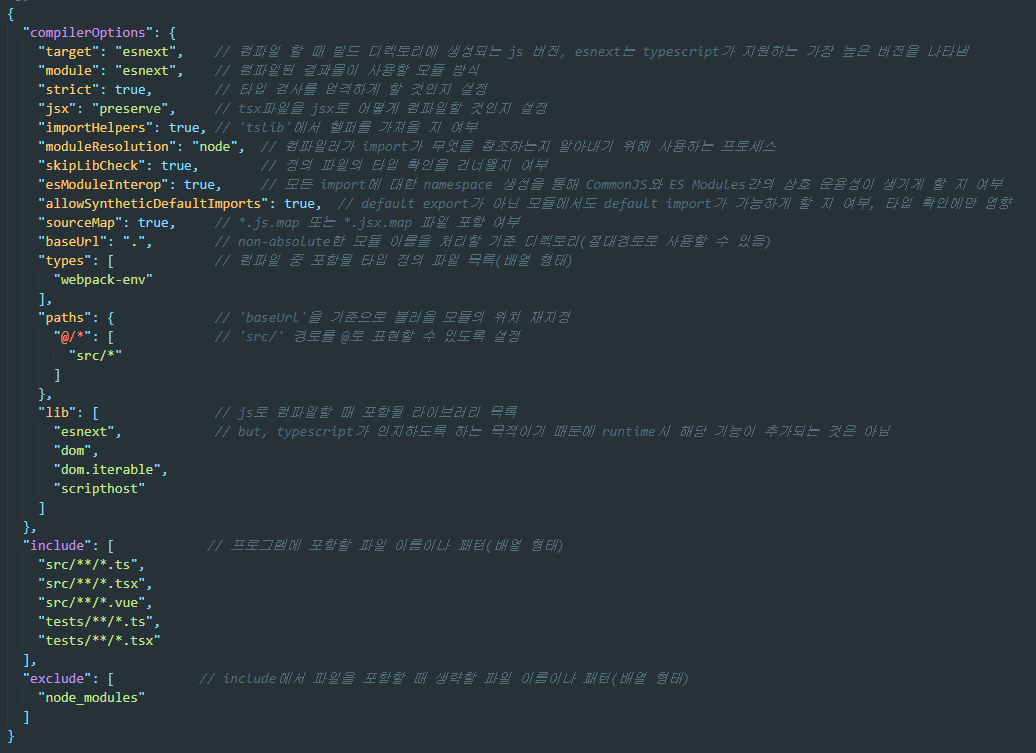 {
  "compilerOptions": {
    "target": "esnext",    // 컴파일 할 때 빌드 디렉토리에 생성되는 js 버전, esnext는 typescript가 지원하는 가장 높은 버전을 나타냄
    "module": "esnext",    // 컴파일된 결과물이 사용할 모듈 방식
    "strict": true,        // 타입 검사를 엄격하게 할 것인지 설정
    "jsx": "preserve",     // tsx파일을 jsx로 어떻게 컴파일할 것인지 설정
    "importHelpers": true, // 'tslib'에서 헬퍼를 가져올 지 여부
    "moduleResolution": "node",  // 컴파일러가 import가 무엇을 참조하는지 알아내기 위해 사용하는 프로세스
    "skipLibCheck": true,        // 정의 파일의 타입 확인을 건너뛸지 여부
    "esModuleInterop": true,     // 모든 import에 대한 namespace 생성을 통해 CommonJS와 ES Modules간의 상호 운용성이 생기게 할 지 여부
    "allowSyntheticDefaultImports": true,  // default export가 아닌 모듈에서도 default import가 가능하게 할 지 여부, 타입 확인에만 영향
    "sourceMap": true,     // *.js.map 또는 *.jsx.map 파일 포함 여부
    "baseUrl": ".",        // non-absolute한 모듈 이름을 처리할 기준 디렉토리(절대경로로 사용할 수 있음)
    "types": [             // 컴파일 중 포함될 타입 정의 파일 목록(배열 형태)
      "webpack-env"
    ],
    "paths": {             // 'baseUrl'을 기준으로 불러올 모듈의 위치 재지정
      "@/*": [             // 'src/' 경로를 @로 표현할 수 있도록 설정
        "src/*"
      ]
    },
    "lib": [               // js로 컴파일할 때 포함될 라이브러리 목록
      "esnext",            // but, typescript가 인지하도록 하는 목적이기 때문에 runtime시 해당 기능이 추가되는 것은 아님
      "dom",
      "dom.iterable",
      "scripthost"
    ]
  },
  "include": [            // 프로그램에 포함할 파일 이름이나 패턴(배열 형태)
    "src/**/*.ts",
    "src/**/*.tsx",
    "src/**/*.vue",
    "tests/**/*.ts",
    "tests/**/*.tsx"
  ],
  "exclude": [           // include에서 파일을 포함할 때 생략할 파일 이름이나 패턴(배열 형태)
    "node_modules"
  ]
}